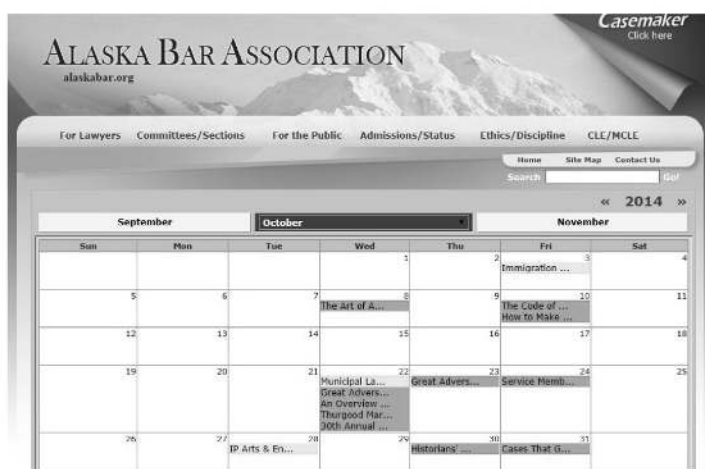 Casemaker
Click here
ALASKA BAR ASSOCIATION
alaskabar.org
For Lawyers Committees/Sections For the Public Admissions/Status Ethics/Discipline CLE/MCLE
Home Site Map Contact Us
Search Go!
« 2014 »
September October November
Sun Mon Tue Wed Thu Fri Sat
1 2 3 4
Immigration ...
5 6 7 8 9 10 11
The Art of A... The Code of ...
How to Make ...
12 13 14 15 16 17 18
19 20 21 22 23 24 25
Municipal La... Great Advers... Service Memb...
Great Advers...
An Overview ...
Thurgood Mar...
30th Annual ...
26 27 28 29 30 31
IP Arts & En... Historians' ... Cases That G...